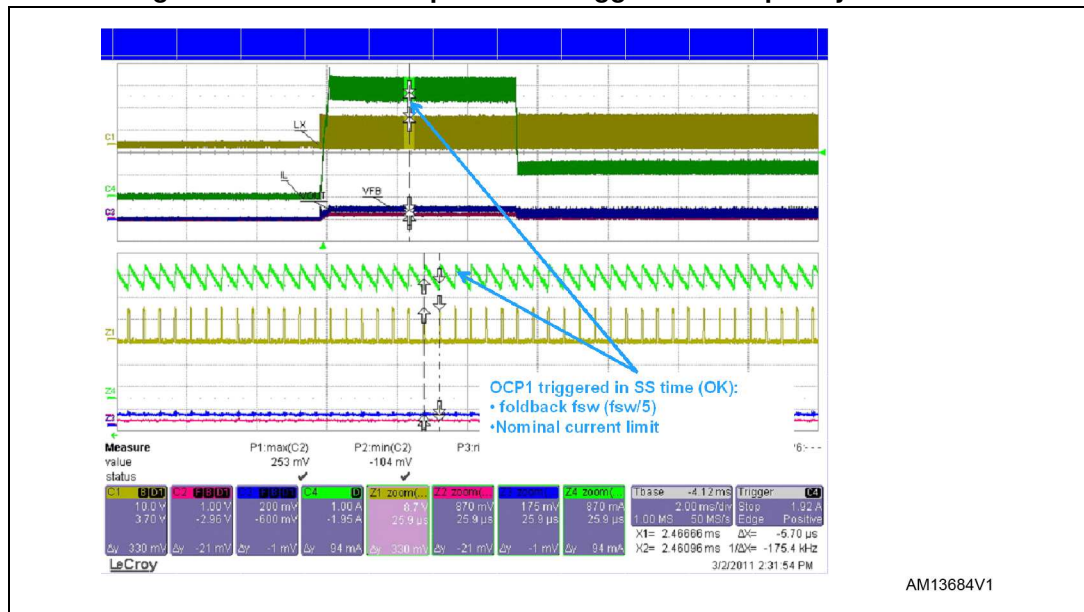 LX
C1
C4
IL
VOUT
VFB
Z1
OCP1 triggered in SS time (OK):
• foldback fsw (fsw/5)
•Nominal current limit
Measure P1:max(C2) P2:min(C2) P3:ri
value 253 mV -104 mV
status
C1 C4 D Z1 zoom(... Z2 zoom(... Z4 zoom(... Tbase -4.12 ms Trigger C4
10.0 V 1.00 V 200 mV 1.00 A 8.7 V 870 mV 175 mV 870 mA 2.00 ms/div Stop 1.92 A
3.70 V -2.96 V -600 mV -1.95 A 25.9 µs 25.9 µs 25.9 µs 25.9 µs 1.00 MS 50 MS/s Edge Positive
Δy 330 mV Δy -21 mV Δy -1 mV Δy 94 mA Δy 330 mV Δy -21 mV Δy -1 mV Δy 94 mA X1= 2.46666 ms ΔX= -5.70 µs
X2= 2.46096 ms 1/ΔX= -175.4 kHz
LeCroy 3/2/2011 2:31:54 PM
AM13684V1